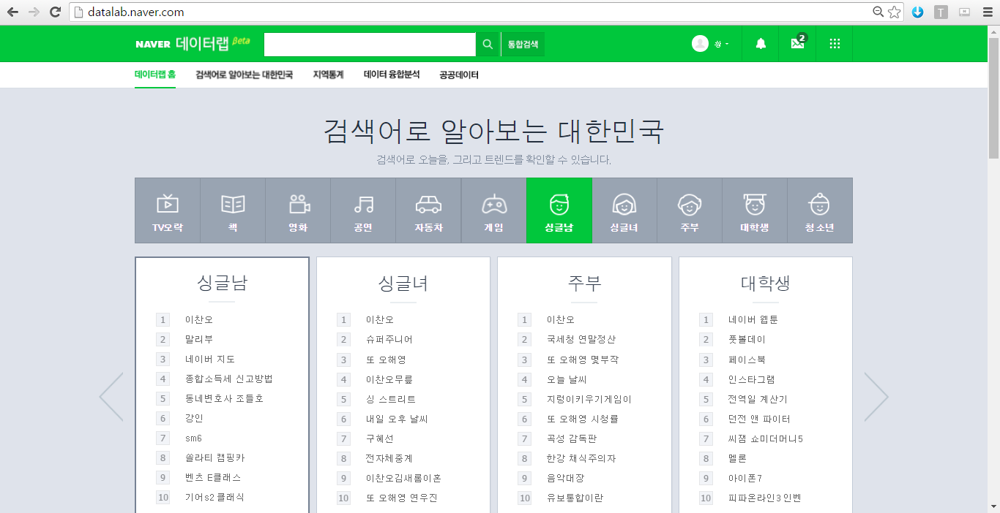 datalab.naver.com
T
NAVER 데이터랩 Beta
통합검색
2
데이터랩 홈 검색어로 알아보는 대한민국 지역통계 데이터 융합분석 공공데이터
검색어로 알아보는 대한민국
검색어로 오늘을, 그리고 트렌드를 확인할 수 있습니다.
TV오락 책 영화 공연 자동차 게임 싱글남 싱글녀 주부 대학생 청소년
싱글남
1 이찬오
2 말리부
3 네이버 지도
4 종합소득세 신고방법
5 동네변호사 조들호
6 강인
7 sm6
8 쏠라티 캠핑카
9 벤츠 E클래스
10 기어s2 클래식
싱글녀
1 이찬오
2 슈퍼주니어
3 또 오해영
4 이찬오무릎
5 싱 스트리트
6 내일 오후 날씨
7 구혜선
8 전자체중계
9 이찬오김새롬이혼
10 또 오해영 연우진
주부
1 이찬오
2 국세청 연말정산
3 또 오해영 몇부작
4 오늘 날씨
5 지렁이키우기게임이
6 또 오해영 시청률
7 곡성 감독판
8 한강 채식주의자
9 음악대장
10 유보통합이란
대학생
1 네이버 웹툰
2 풋볼데이
3 페이스북
4 인스타그램
5 전역일 계산기
6 던전 앤 파이터
7 씨잼 쇼미더머니5
8 멜론
9 아이폰7
10 피파온라인3 인벤